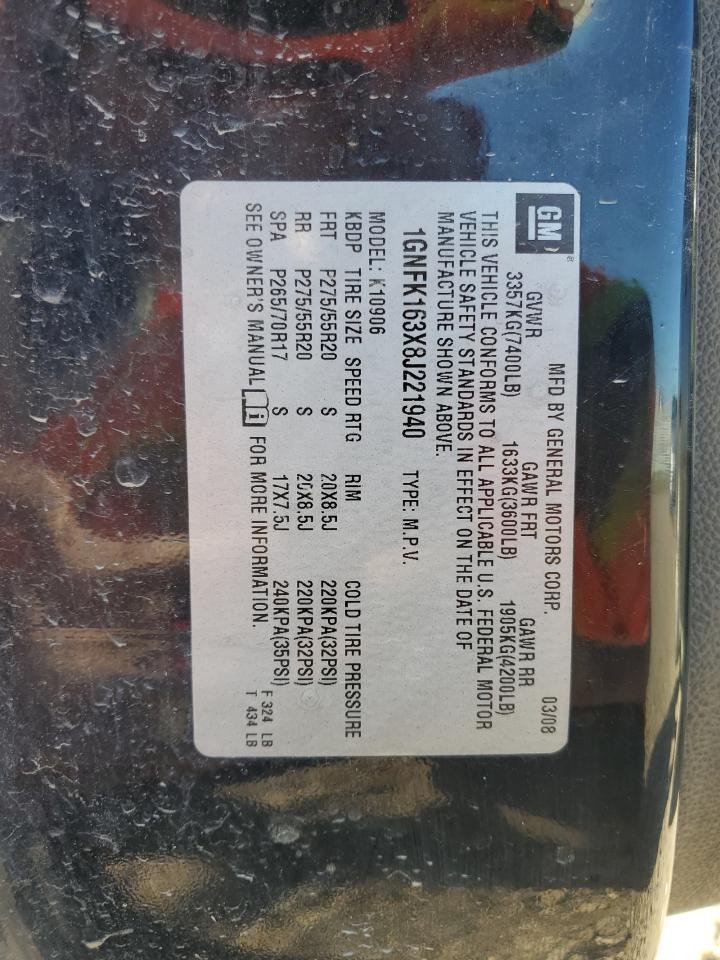 GM ®
MFD BY GENERAL MOTORS CORP. 03/08
GVWR GAWR FRT GAWR RR
3357KG(7400LB) 1633KG(3600LB) 1905KG(4200LB)
THIS VEHICLE CONFORMS TO ALL APPLICABLE U.S. FEDERAL MOTOR
VEHICLE SAFETY STANDARDS IN EFFECT ON THE DATE OF
MANUFACTURE SHOWN ABOVE.
1GNFK163X8J221940 TYPE: M.P.V.
MODEL: K10906
KBDP TIRE SIZE SPEED RTG RIM COLD TIRE PRESSURE
FRT P275/55R20 S 20X8.5J 220KPA(32PSI)
RR P275/55R20 S 20X8.5J 220KPA(32PSI)
SPA P265/70R17 S 17X7.5J 240KPA(35PSI)
SEE OWNER'S MANUAL i FOR MORE INFORMATION.
F 324 LB
T 434 LB